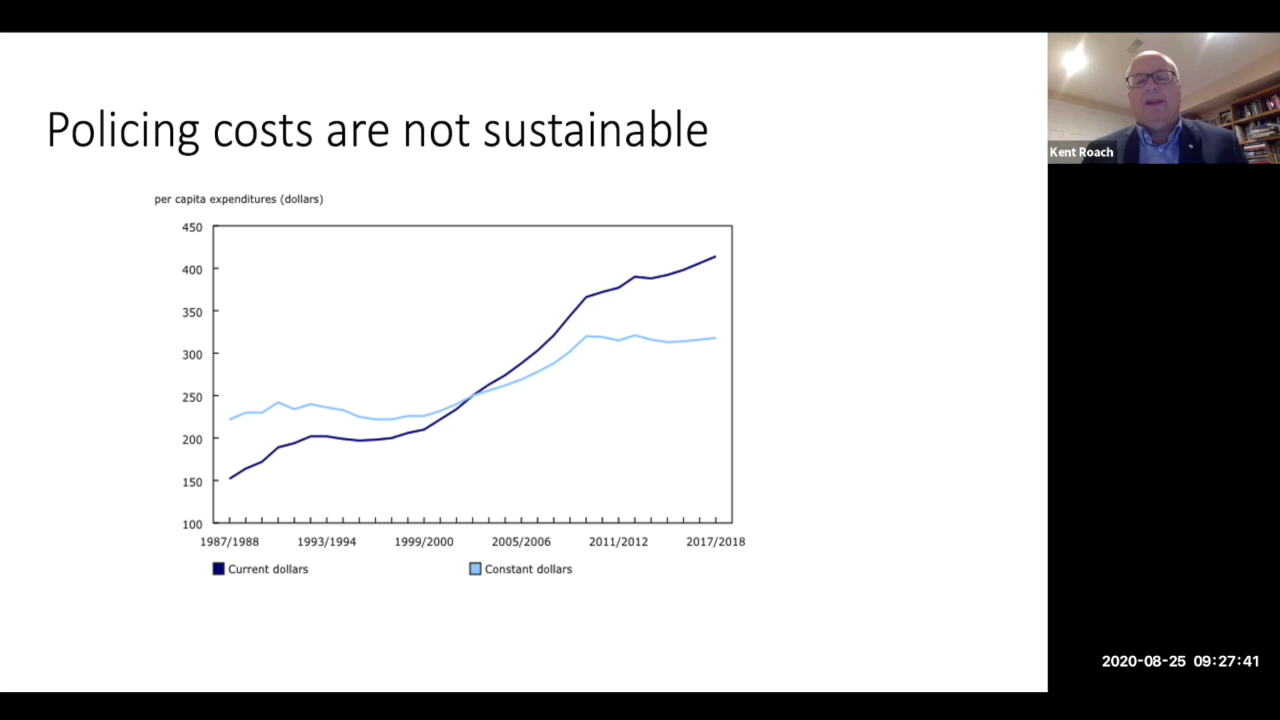 Policing costs are not sustainable
per capita expenditures (dollars)
450
400
350
300
250
200
150
100
1987/1988 1993/1994 1999/2000 2005/2006 2011/2012 2017/2018
Current dollars Constant dollars
Kent Roach
2020-08-25 09:27:41